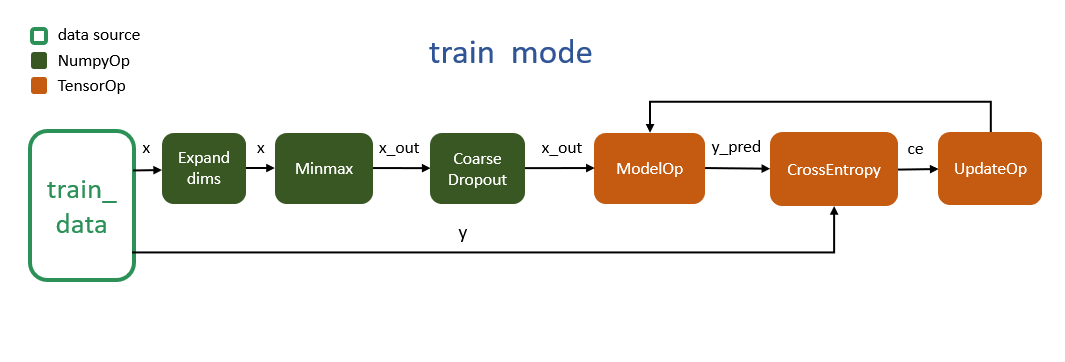 data source
NumpyOp
TensorOp
train mode
x
x
x_out
x_out
y_pred
ce
Expand
dims
Minmax
Coarse
Dropout
ModelOp
CrossEntropy
UpdateOp
train_
data
y